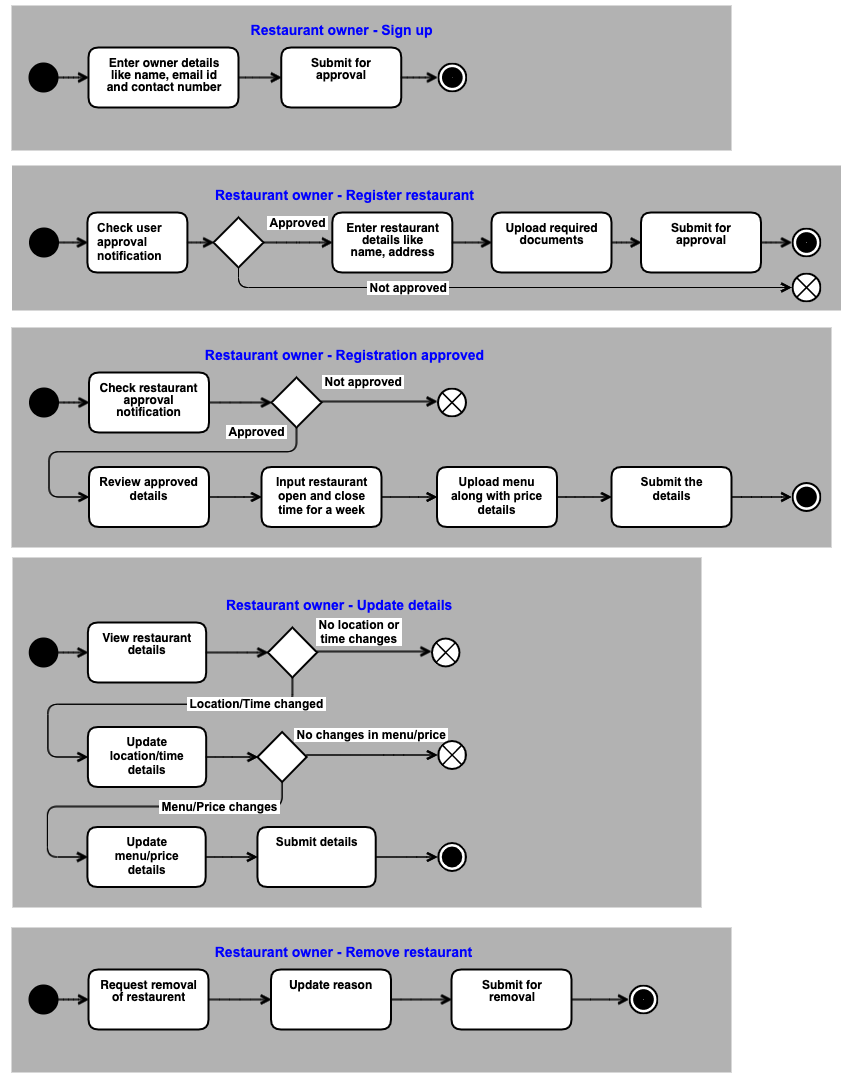 Restaurant owner - Sign up
Enter owner details
like name, email id
and contact number
Submit for
approval
Restaurant owner - Register restaurant
Check user
approval
notification
Approved
Enter restaurant
details like
name, address
Upload required
documents
Submit for
approval
Not approved
Restaurant owner - Registration approved
Check restaurant
approval
notification
Not approved
Approved
Review approved
details
Input restaurant
open and close
time for a week
Upload menu
along with price
details
Submit the
details
Restaurant owner - Update details
View restaurant
details
No location or
time changes
Location/Time changed
Update
location/time
details
No changes in menu/price
Menu/Price changes
Update
menu/price
details
Submit details
Restaurant owner - Remove restaurant
Request removal
of restaurent
Update reason
Submit for
removal